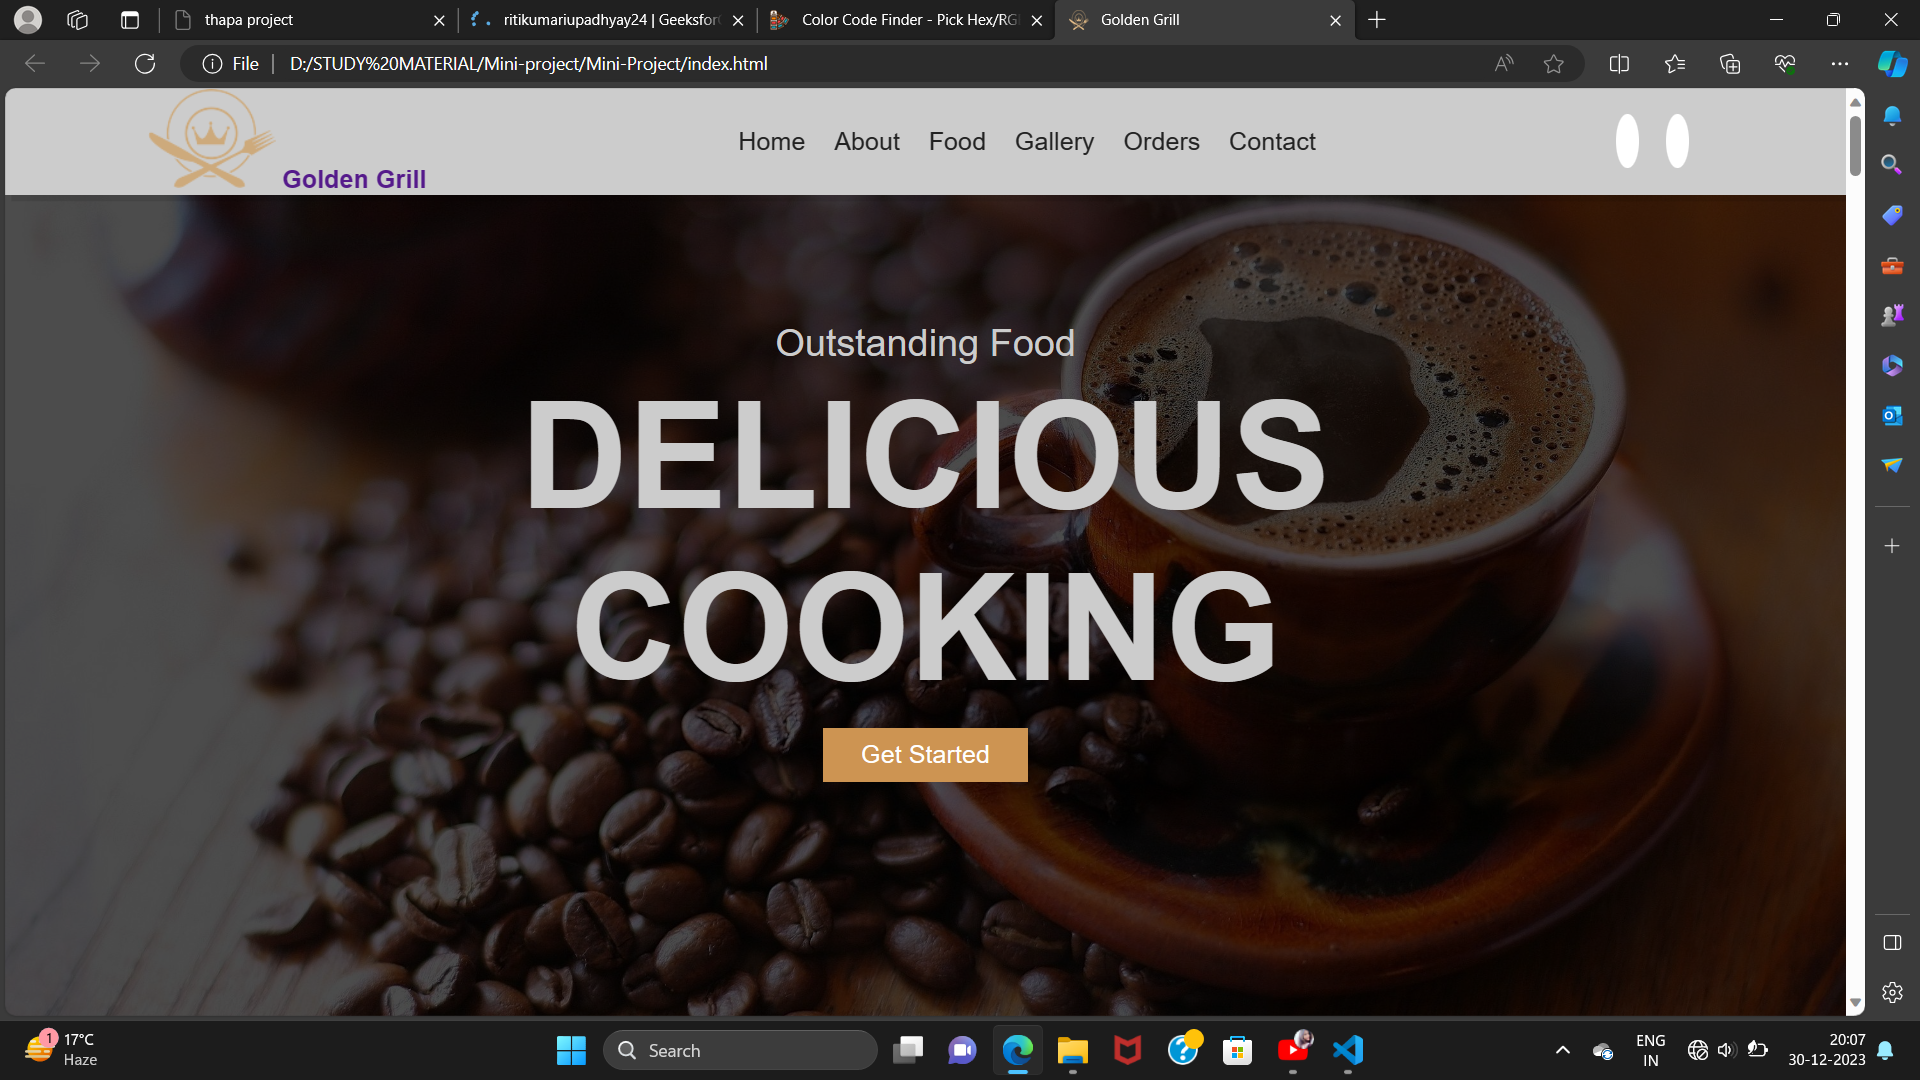 thapa project
ritikumariupadhyay24 | Geeksfor
Color Code Finder - Pick Hex/RG
Golden Grill
File
D:/STUDY%20MATERIAL/Mini-project/Mini-Project/index.html
Golden Grill
Home About Food Gallery Orders Contact
Outstanding Food
DELICIOUS
COOKING
Get Started
1
17°C
Haze
Search
ENG
IN
20:07
30-12-2023